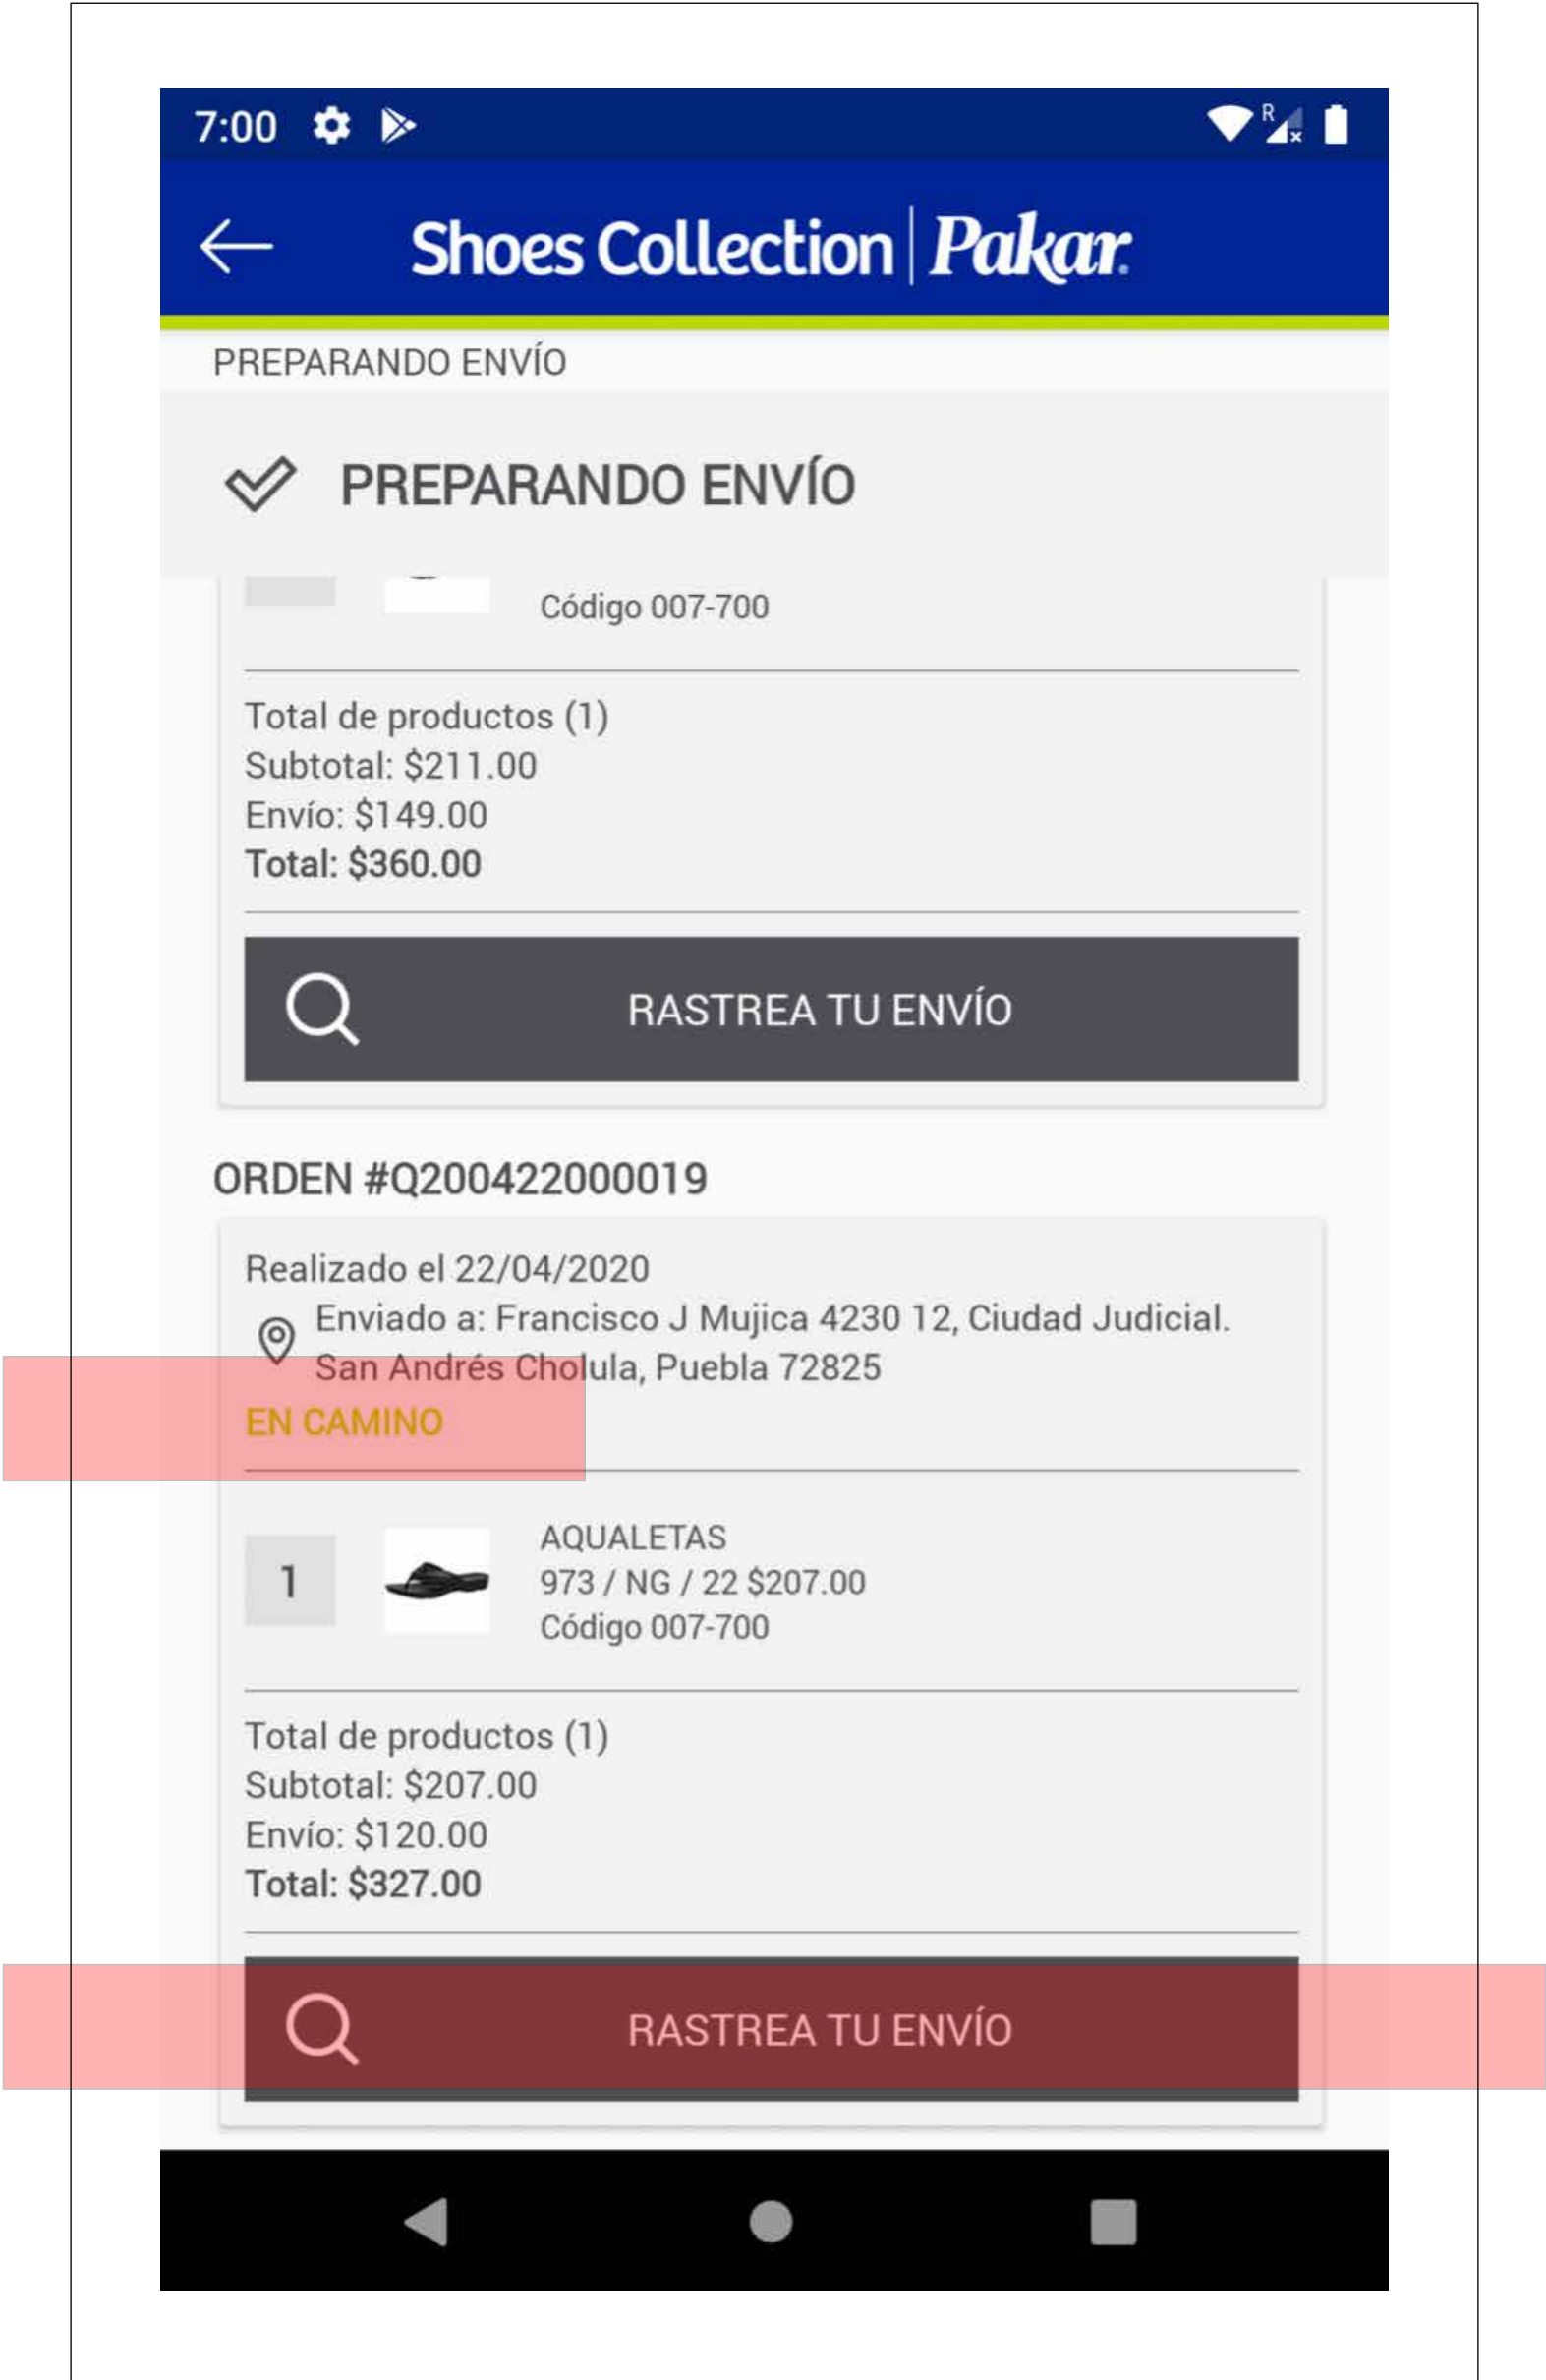 7:00
R
Shoes Collection | Pakar
PREPARANDO ENVÍO
PREPARANDO ENVÍO
Código 007-700
Total de productos (1)
Subtotal: $211.00
Envío: $149.00
Total: $360.00
RASTREA TU ENVÍO
ORDEN #Q200422000019
Realizado el 22/04/2020
Enviado a: Francisco J Mujica 4230 12, Ciudad Judicial.
San Andrés Cholula, Puebla 72825
EN CAMINO
1
AQUALETAS
973 / NG / 22 $207.00
Código 007-700
Total de productos (1)
Subtotal: $207.00
Envío: $120.00
Total: $327.00
RASTREA TU ENVÍO